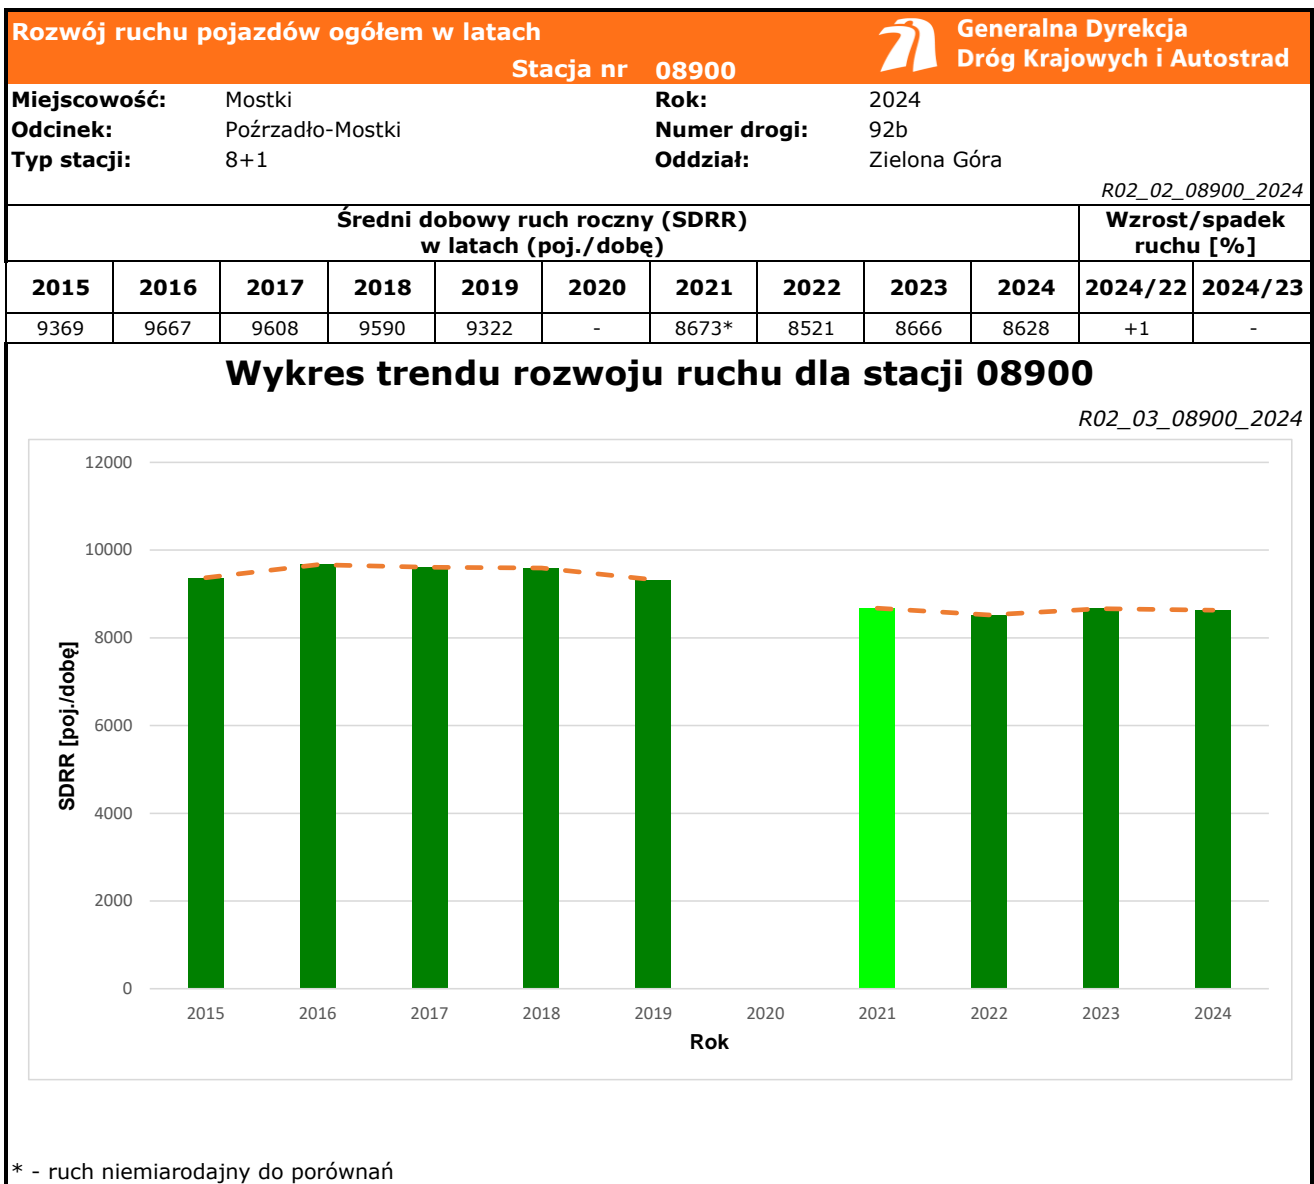 Rozwój ruchu pojazdów ogółem w latach
Generalna Dyrekcja
Dróg Krajowych i Autostrad
Stacja nr 08900
Miejscowość: Mostki Rok: 2024
Odcinek: Poźrzadło-Mostki Numer drogi: 92b
Typ stacji: 8+1 Oddział: Zielona Góra
R02_02_08900_2024
Średni dobowy ruch roczny (SDRR)
w latach (poj./dobę)
Wzrost/spadek
ruchu [%]
2015 2016 2017 2018 2019 2020 2021 2022 2023 2024 2024/22 2024/23
9369 9667 9608 9590 9322 - 8673* 8521 8666 8628 +1 -
Wykres trendu rozwoju ruchu dla stacji 08900
R02_03_08900_2024
SDRR [poj./dobę]
12000
10000
8000
6000
4000
2000
0
2015 2016 2017 2018 2019 2020 2021 2022 2023 2024
Rok
* - ruch niemiarodajny do porównań